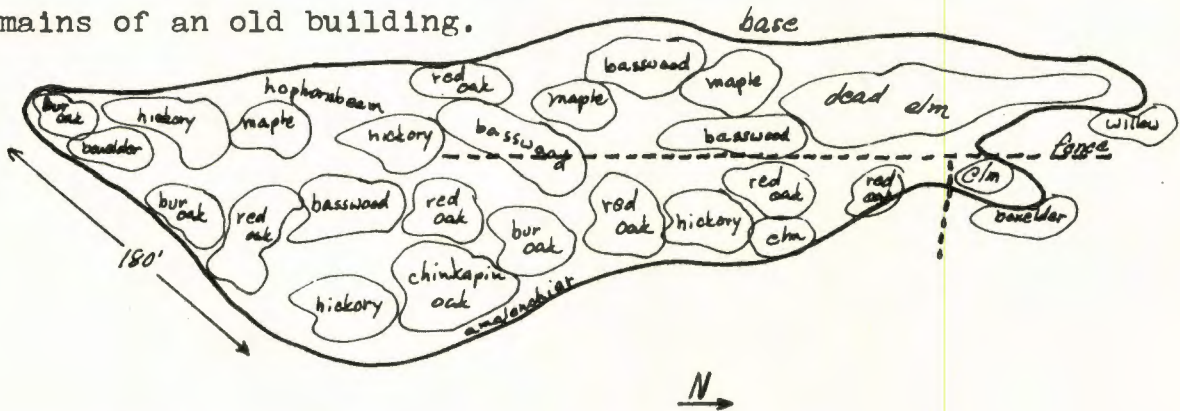 mains of an old building.
base
bur oak
boxelder
hickory
maple
hophornbeam
red oak
hickory
basswood
maple
basswood
maple
basswood
dead elm
willow
fence
elm
boxelder
bur oak
red oak
basswood
red oak
bur oak
red oak
hickory
red oak
elm
red oak
180'
hickory
chinkapin oak
amelanchier
N